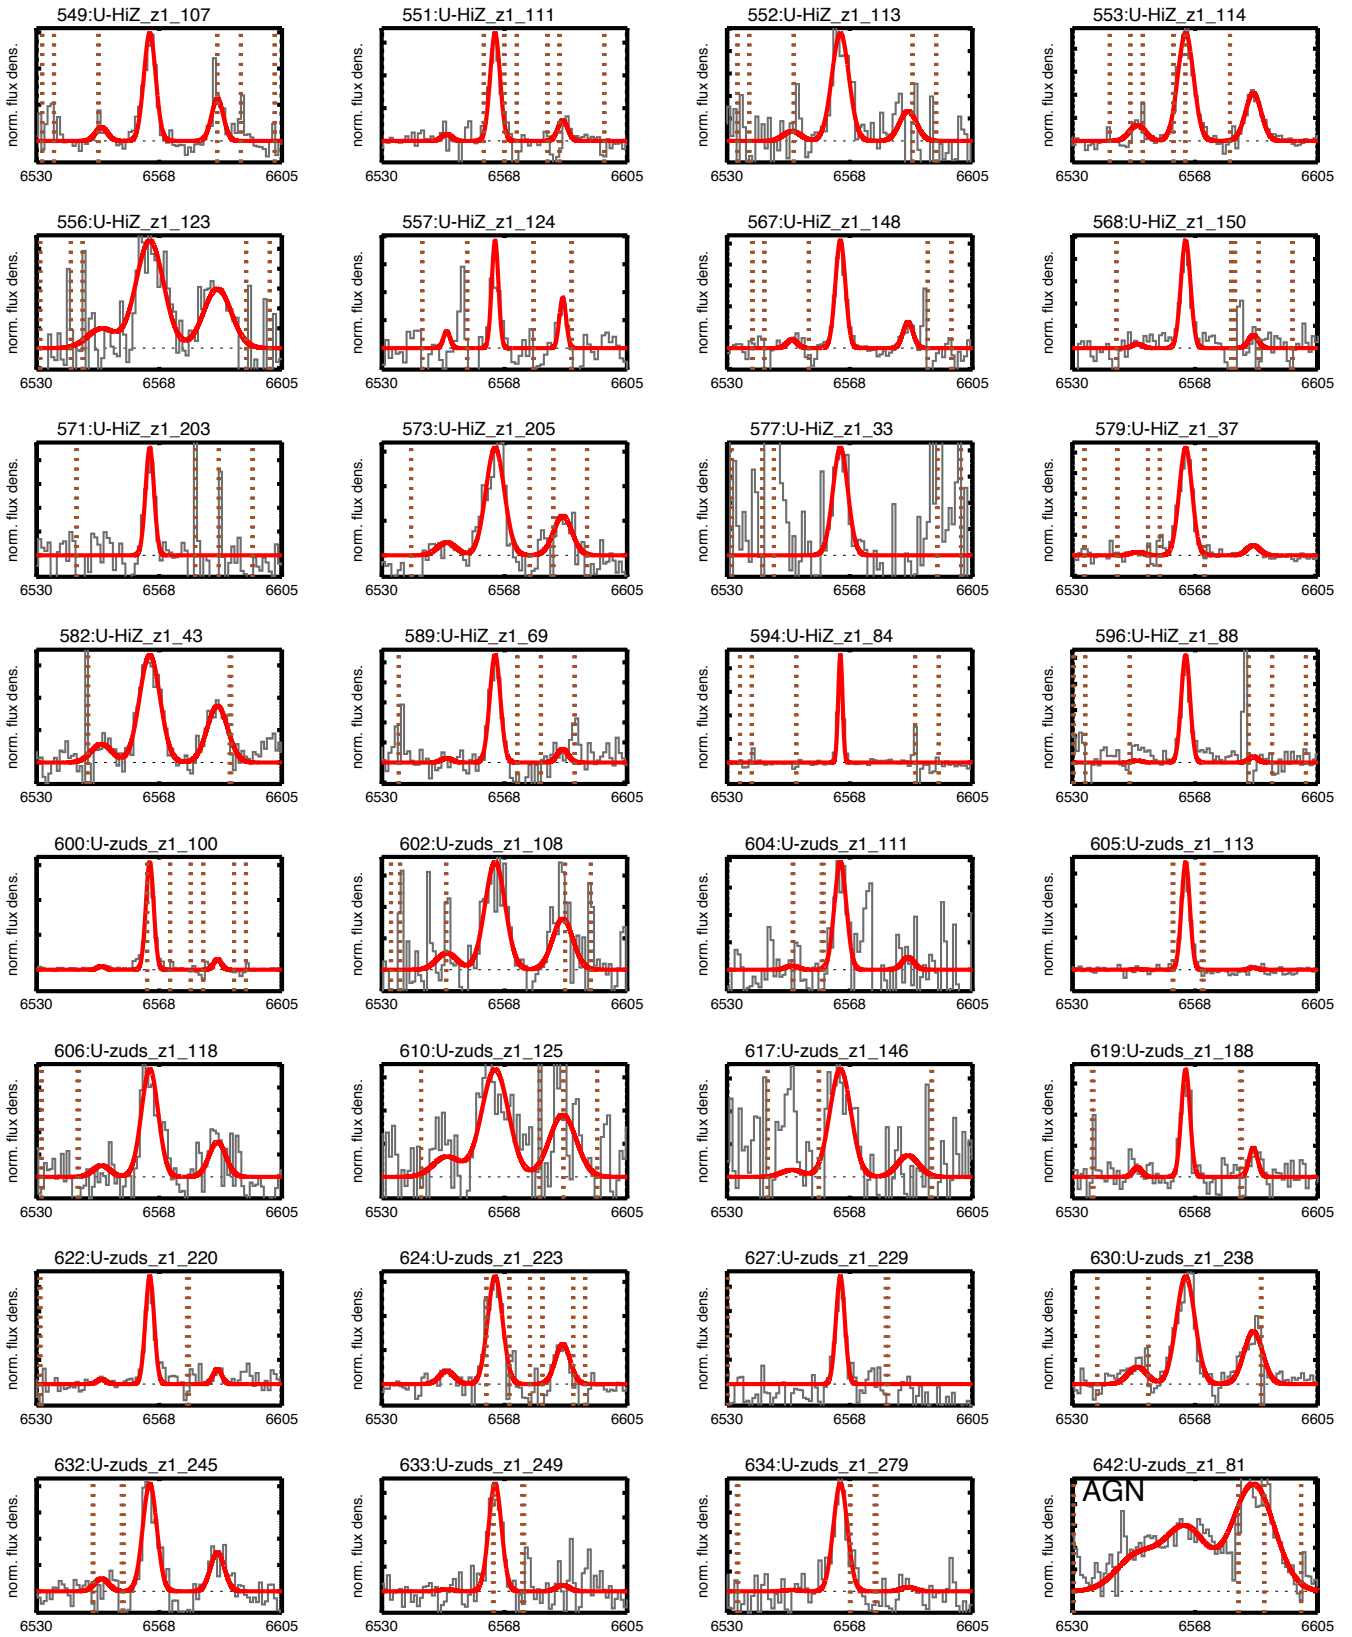 549:U-HiZ_z1_107 551:U-HiZ_z1_111 552:U-HiZ_z1_113 553:U-HiZ_z1_114
norm. flux dens. norm. flux dens. norm. flux dens. norm. flux dens.
6530 6568 6605 6530 6568 6605 6530 6568 6605 6530 6568 6605
556:U-HiZ_z1_123 557:U-HiZ_z1_124 567:U-HiZ_z1_148 568:U-HiZ_z1_150
norm. flux dens. norm. flux dens. norm. flux dens. norm. flux dens.
6530 6568 6605 6530 6568 6605 6530 6568 6605 6530 6568 6605
571:U-HiZ_z1_203 573:U-HiZ_z1_205 577:U-HiZ_z1_33 579:U-HiZ_z1_37
norm. flux dens. norm. flux dens. norm. flux dens. norm. flux dens.
6530 6568 6605 6530 6568 6605 6530 6568 6605 6530 6568 6605
582:U-HiZ_z1_43 589:U-HiZ_z1_69 594:U-HiZ_z1_84 596:U-HiZ_z1_88
norm. flux dens. norm. flux dens. norm. flux dens. norm. flux dens.
6530 6568 6605 6530 6568 6605 6530 6568 6605 6530 6568 6605
600:U-zuds_z1_100 602:U-zuds_z1_108 604:U-zuds_z1_111 605:U-zuds_z1_113
norm. flux dens. norm. flux dens. norm. flux dens. norm. flux dens.
6530 6568 6605 6530 6568 6605 6530 6568 6605 6530 6568 6605
606:U-zuds_z1_118 610:U-zuds_z1_125 617:U-zuds_z1_146 619:U-zuds_z1_188
norm. flux dens. norm. flux dens. norm. flux dens. norm. flux dens.
6530 6568 6605 6530 6568 6605 6530 6568 6605 6530 6568 6605
622:U-zuds_z1_220 624:U-zuds_z1_223 627:U-zuds_z1_229 630:U-zuds_z1_238
norm. flux dens. norm. flux dens. norm. flux dens. norm. flux dens.
6530 6568 6605 6530 6568 6605 6530 6568 6605 6530 6568 6605
632:U-zuds_z1_245 633:U-zuds_z1_249 634:U-zuds_z1_279 642:U-zuds_z1_81
AGN
norm. flux dens. norm. flux dens. norm. flux dens. norm. flux dens.
6530 6568 6605 6530 6568 6605 6530 6568 6605 6530 6568 6605